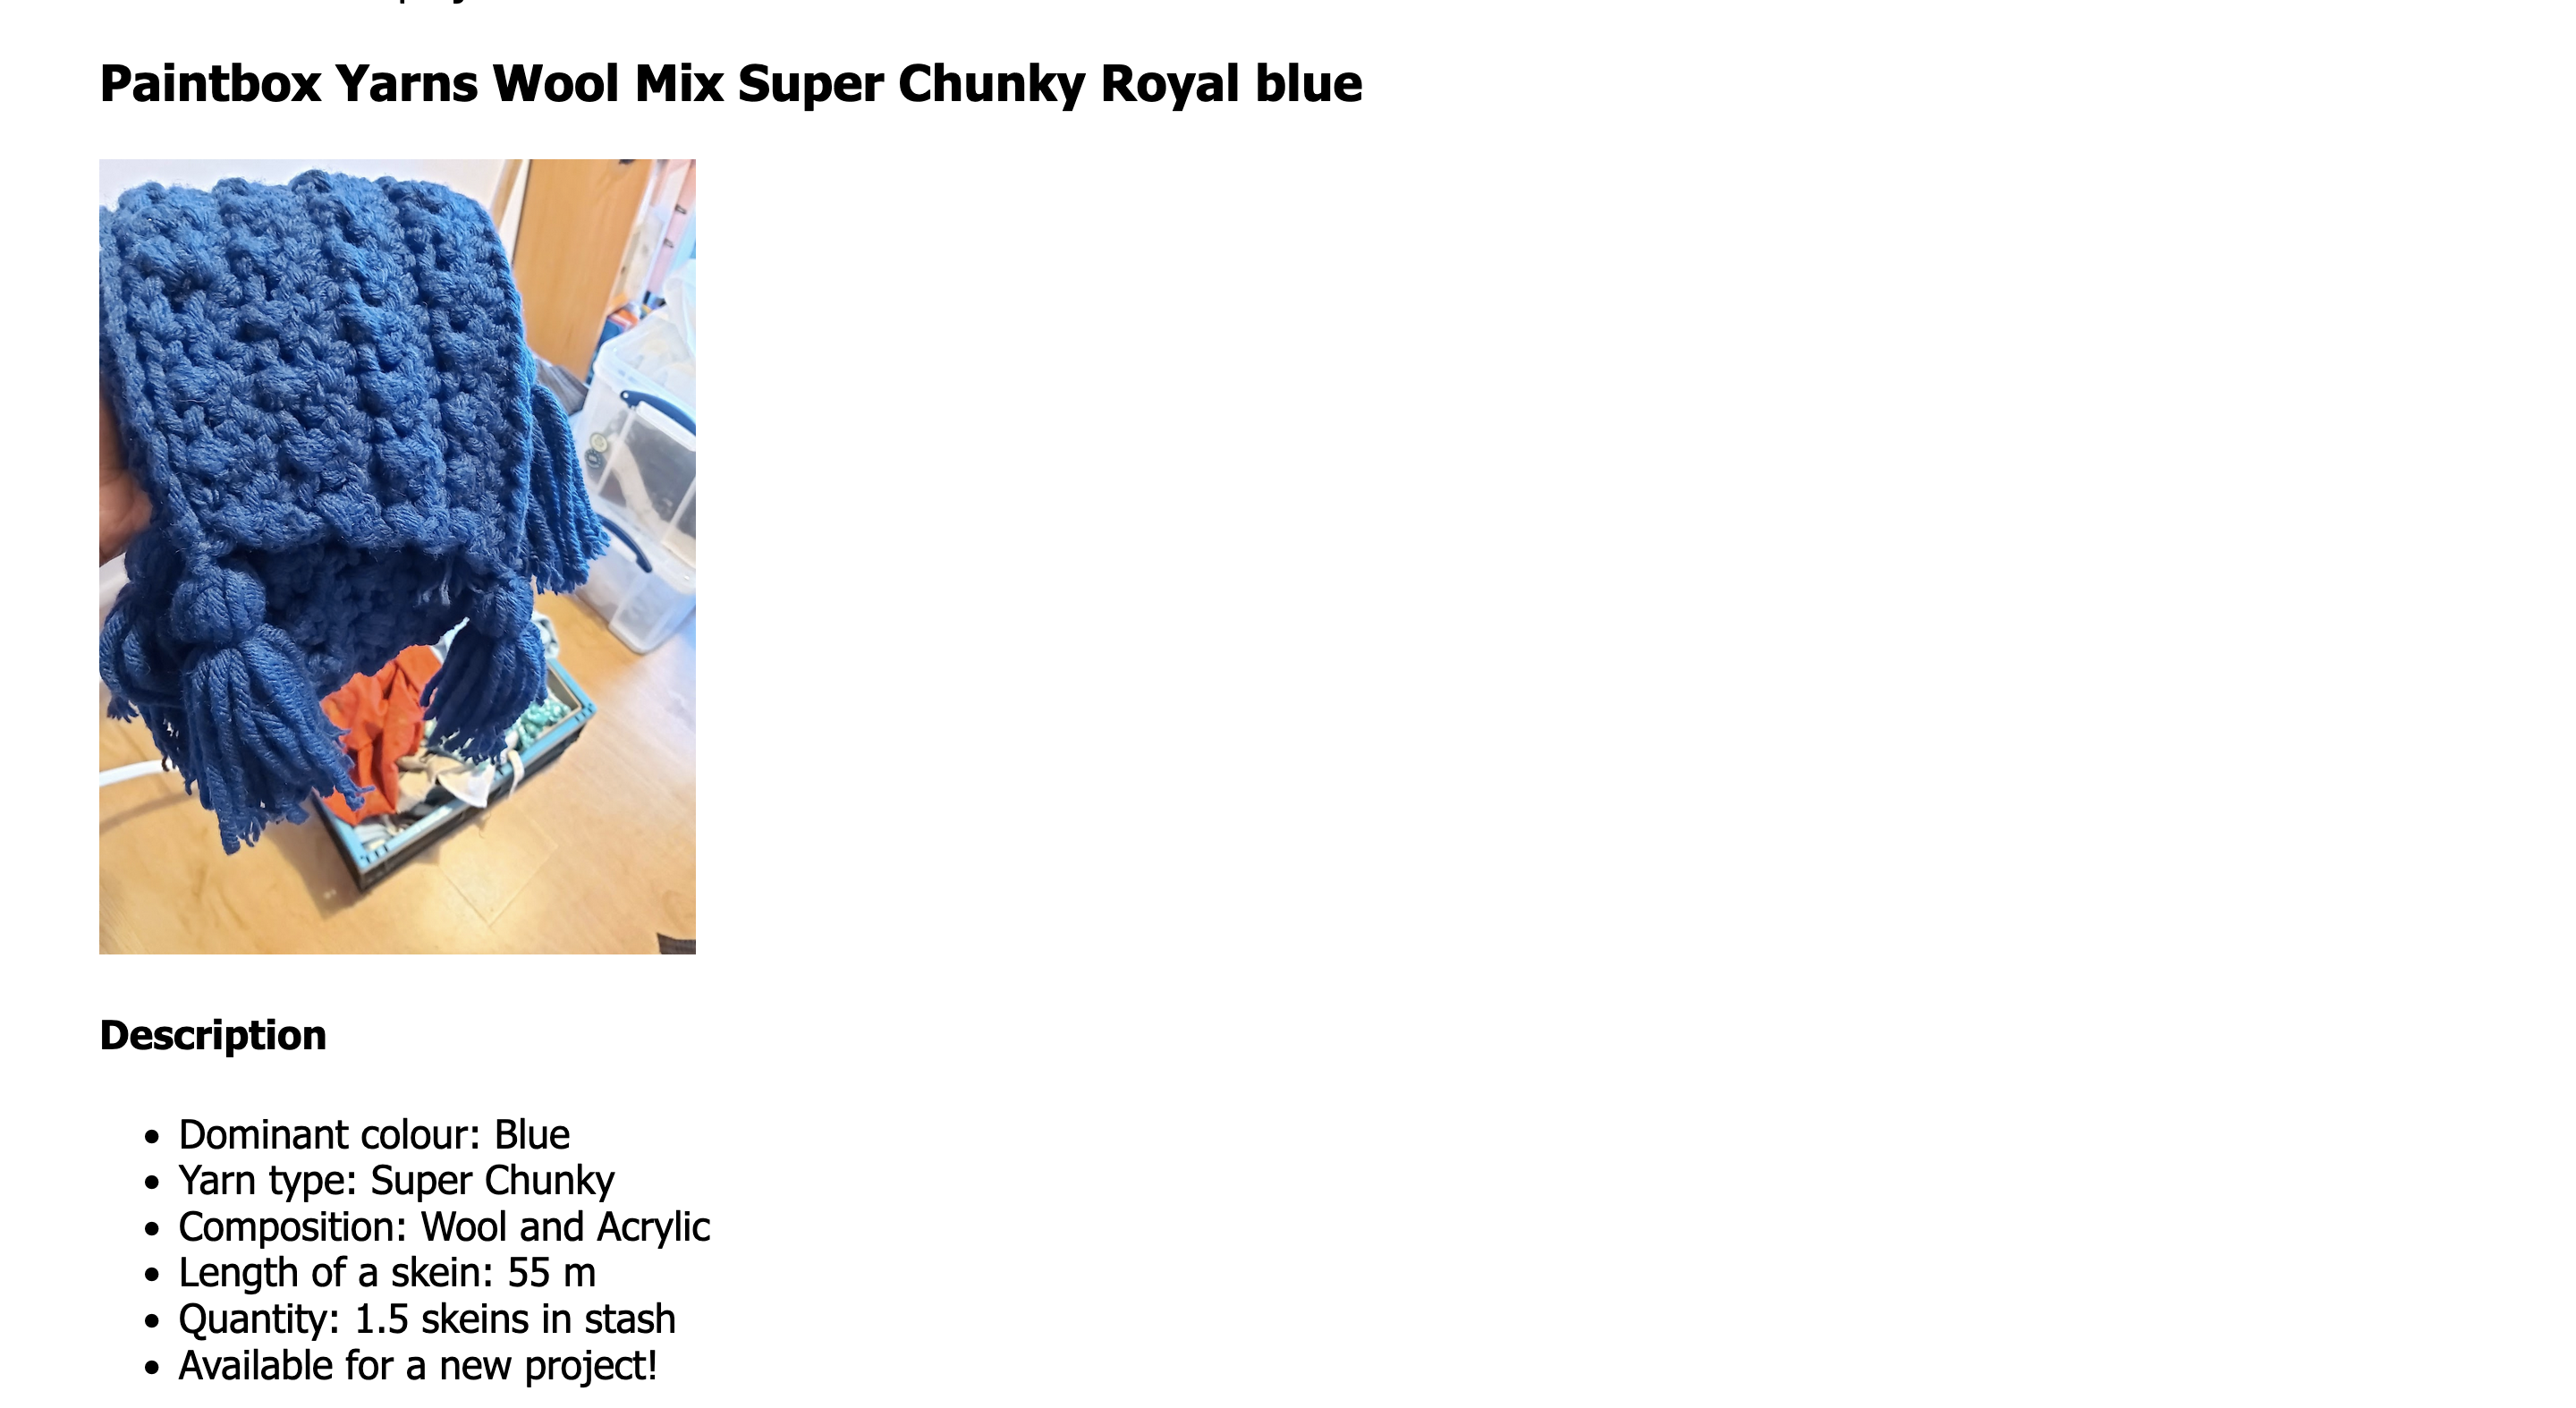 Paintbox Yarns Wool Mix Super Chunky Royal blue
Description
Dominant colour: Blue
Yarn type: Super Chunky
Composition: Wool and Acrylic
Length of a skein: 55 m
Quantity: 1.5 skeins in stash
Available for a new project!